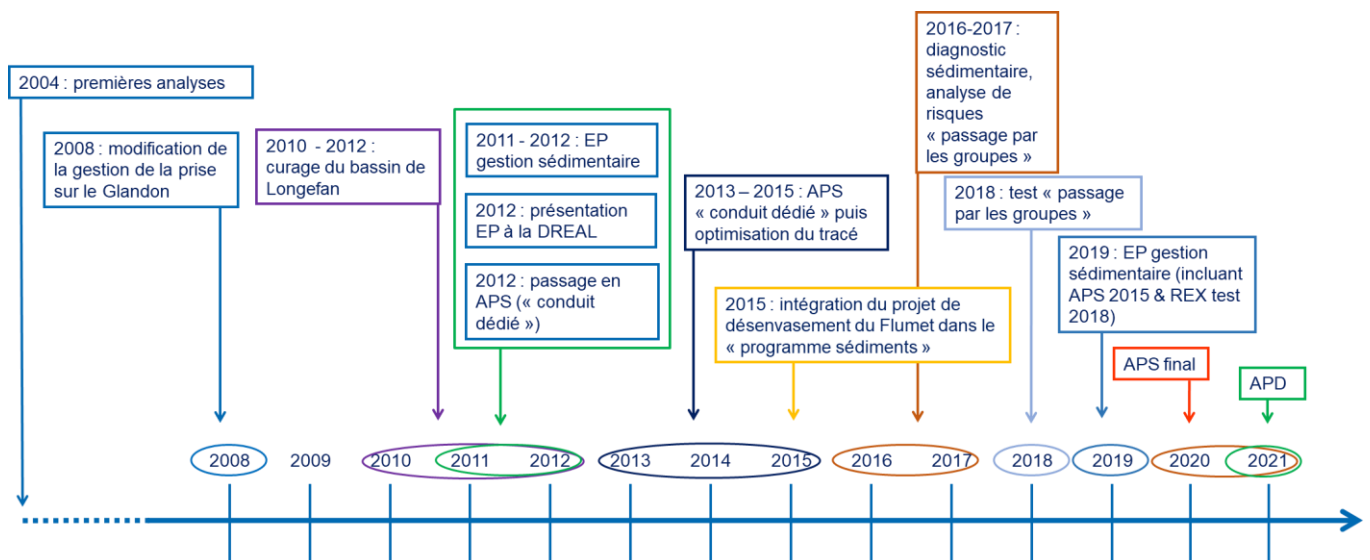 2004 : premières analyses
2008 : modification de
la gestion de la prise
sur le Glandon
2010 - 2012 :
curage du bassin de
Longefan
2011 - 2012 : EP
gestion sédimentaire
2012 : présentation
EP à la DREAL
2012 : passage en
APS (« conduit
dédié »)
2013 – 2015 : APS
« conduit dédié » puis
optimisation du tracé
2015 : intégration du projet de
désenvasement du Flumet dans le
« programme sédiments »
2016-2017 :
diagnostic
sédimentaire,
analyse de
risques
« passage par
les groupes »
2018 : test « passage
par les groupes »
2019 : EP gestion
sédimentaire (incluant
APS 2015 & REX test
2018)
APS final
APD
2008 2009 2010 2011 2012 2013 2014 2015 2016 2017 2018 2019 2020 2021